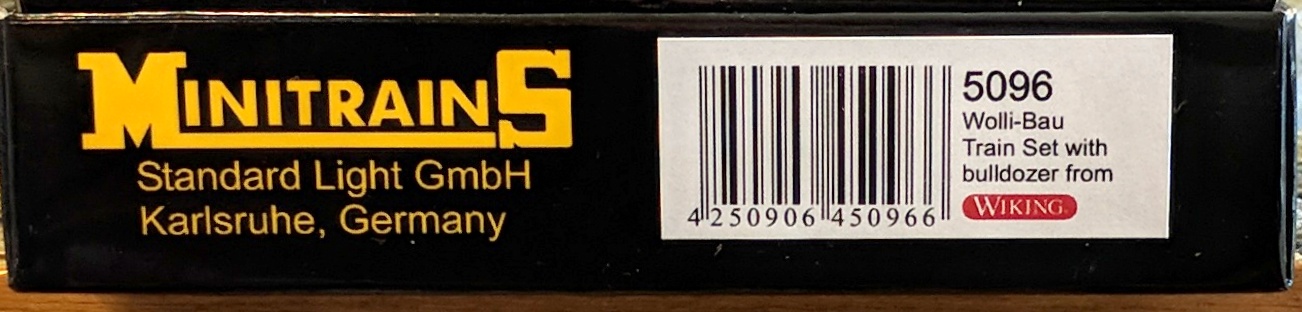 MINITRAINS
Standard Light GmbH
Karlsruhe, Germany
4 250906 450966
5096
Wolli-Bau
Train Set with
bulldozer from
WIKING